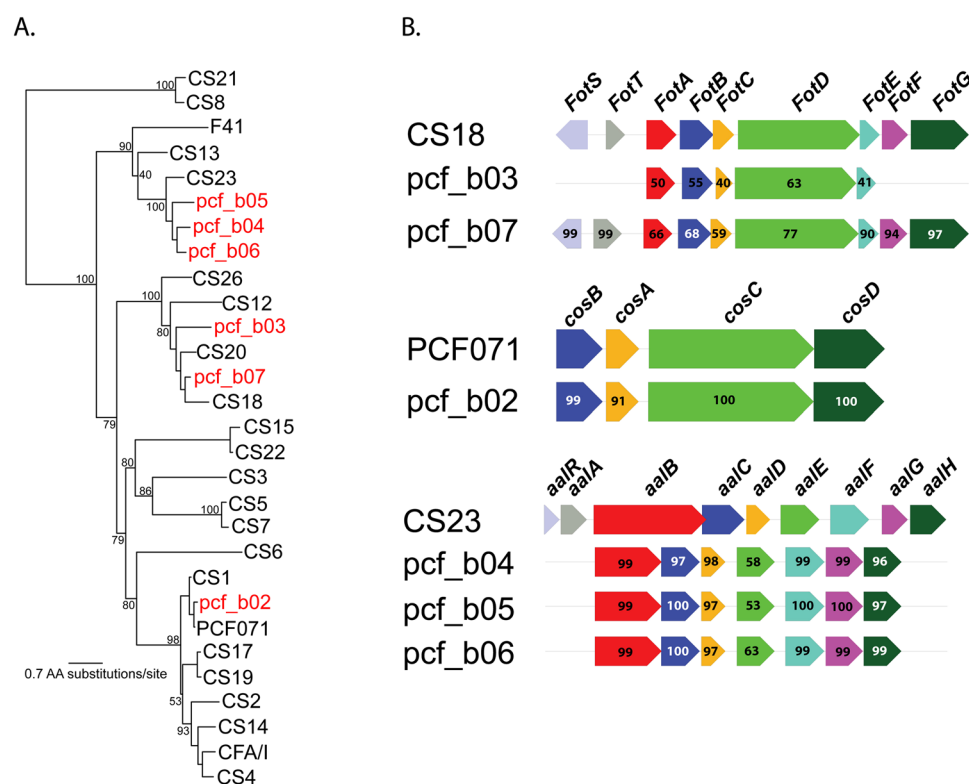 A.
CS21
100
CS8
F41
90
CS13
40
CS23
100
pcf_b05
pcf_b04
pcf_b06
100
CS26
100
CS12
80
pcf_b03
CS20
pcf_b07
CS18
79
CS15
80
CS22
CS3
86
CS5
100
CS7
79
CS6
80
CS1
pcf_b02
PCF071
98
CS17
CS19
0.7 AA substitutions/site
53
CS2
93
CS14
CFA/I
CS4
B.
FotS FotT FotA FotB FotC FotD FotE FotF FotG
CS18
pcf_b03 50 55 40 63 41
pcf_b07 99 99 66 68 59 77 90 94 97
cosB cosA cosC cosD
PCF071
pcf_b02 99 91 100 100
aalR aalA aalB aalC aalD aalE aalF aalG aalH
CS23
pcf_b04 99 97 98 58 99 99 96
pcf_b05 99 100 97 53 100 100 97
pcf_b06 99 100 97 63 99 99 99